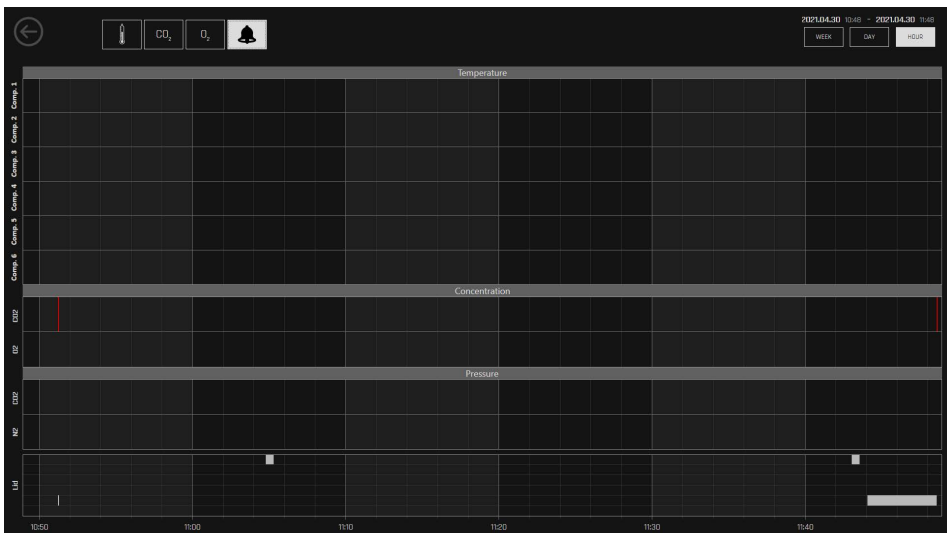 CO₂ O₂
2021.04.30 10:48 - 2021.04.30 11:48
WEEK DAY HOUR
Temperature
Comp. 1
Comp. 2
Comp. 3
Comp. 4
Comp. 5
Comp. 6
Concentration
CO2
O2
Pressure
CO2
N2
Lid
10:50 11:00 11:10 11:20 11:30 11:40